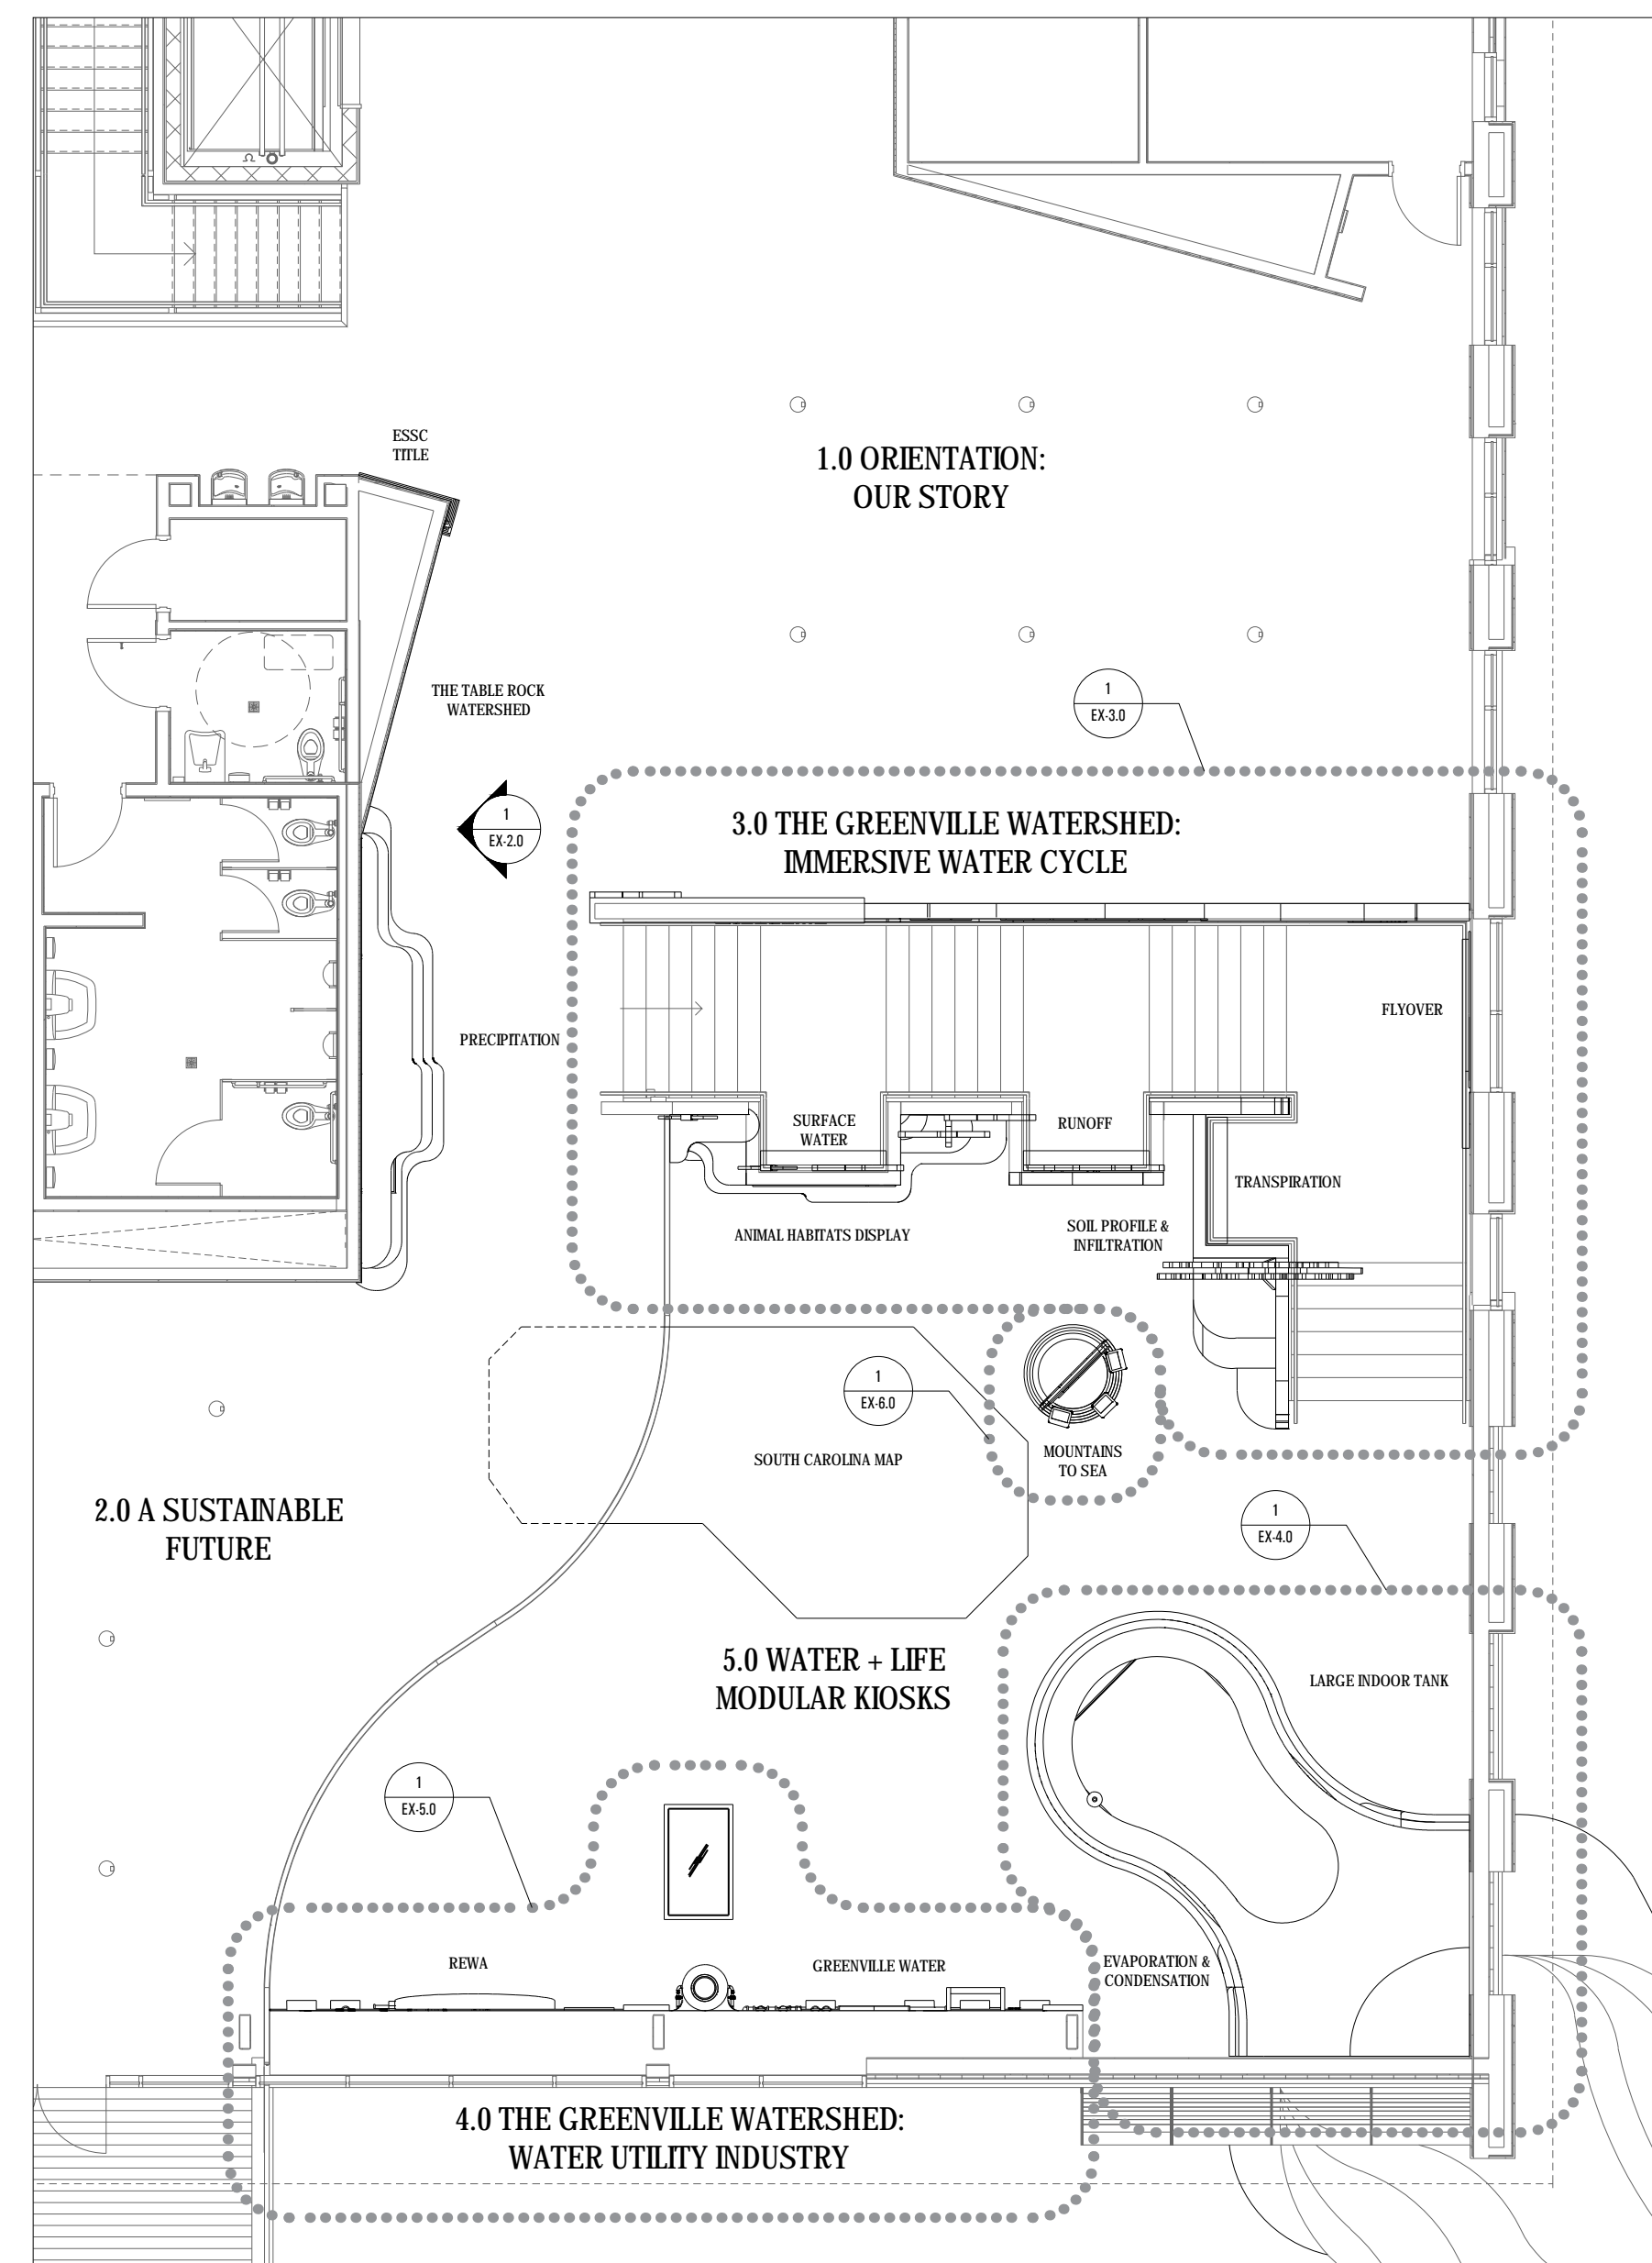 ESSC
TITLE
1.0 ORIENTATION:
OUR STORY
THE TABLE ROCK
WATERSHED
1
EX-3.0
1
EX-2.0
3.0 THE GREENVILLE WATERSHED:
IMMERSIVE WATER CYCLE
FLYOVER
PRECIPITATION
SURFACE
WATER
RUNOFF
TRANSPIRATION
ANIMAL HABITATS DISPLAY
SOIL PROFILE &
INFILTRATION
1
EX-6.0
SOUTH CAROLINA MAP
MOUNTAINS
TO SEA
2.0 A SUSTAINABLE
FUTURE
1
EX-4.0
5.0 WATER + LIFE
MODULAR KIOSKS
LARGE INDOOR TANK
1
EX-5.0
REWA
GREENVILLE WATER
EVAPORATION &
CONDENSATION
4.0 THE GREENVILLE WATERSHED:
WATER UTILITY INDUSTRY